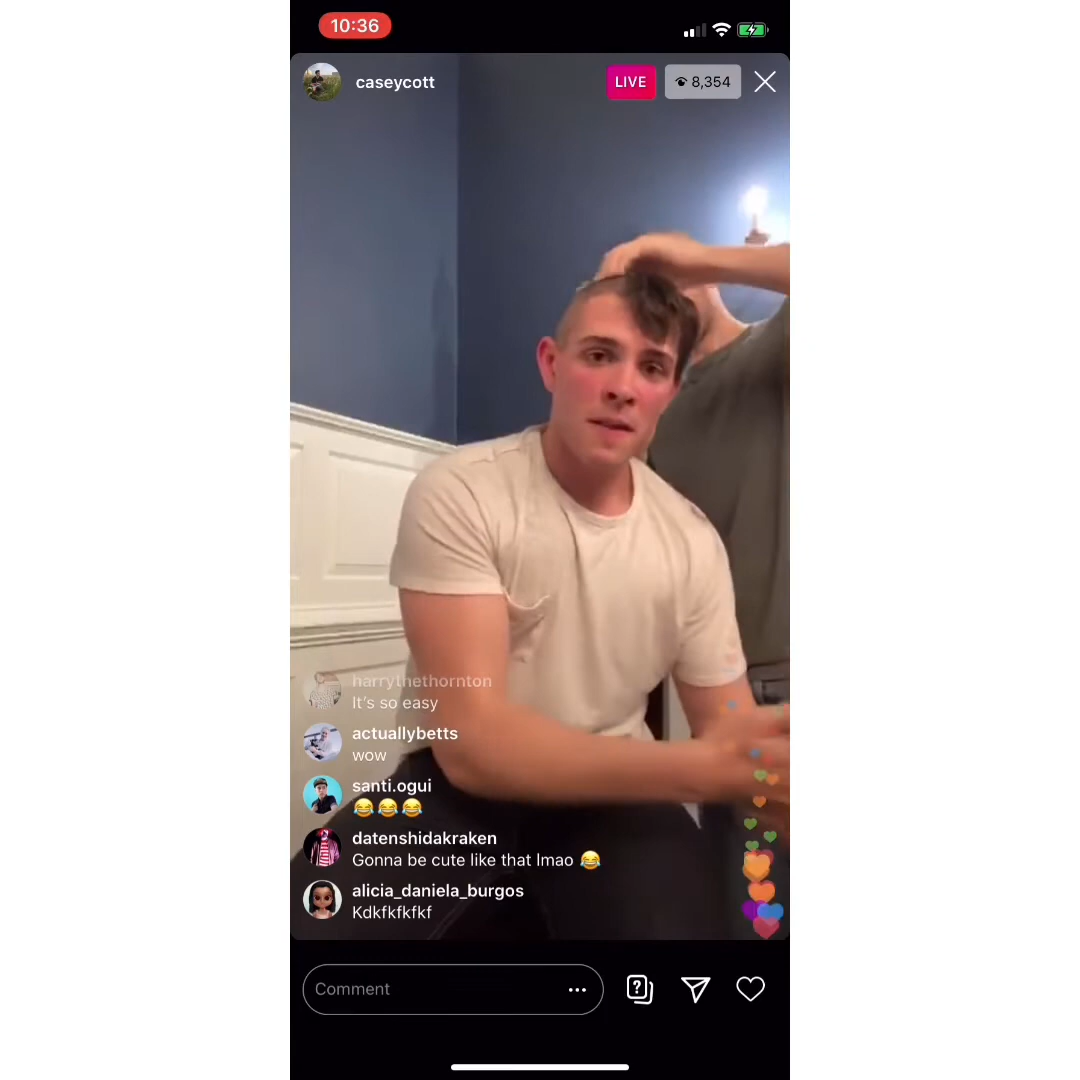 10:36
caseycott
LIVE
8,354
harrythethornton
It's so easy
actuallybetts
wow
santi.ogui
😂😂😂
datenshidakraken
Gonna be cute like that lmao 😂
alicia_daniela_burgos
Kdkfkfkfkf
Comment